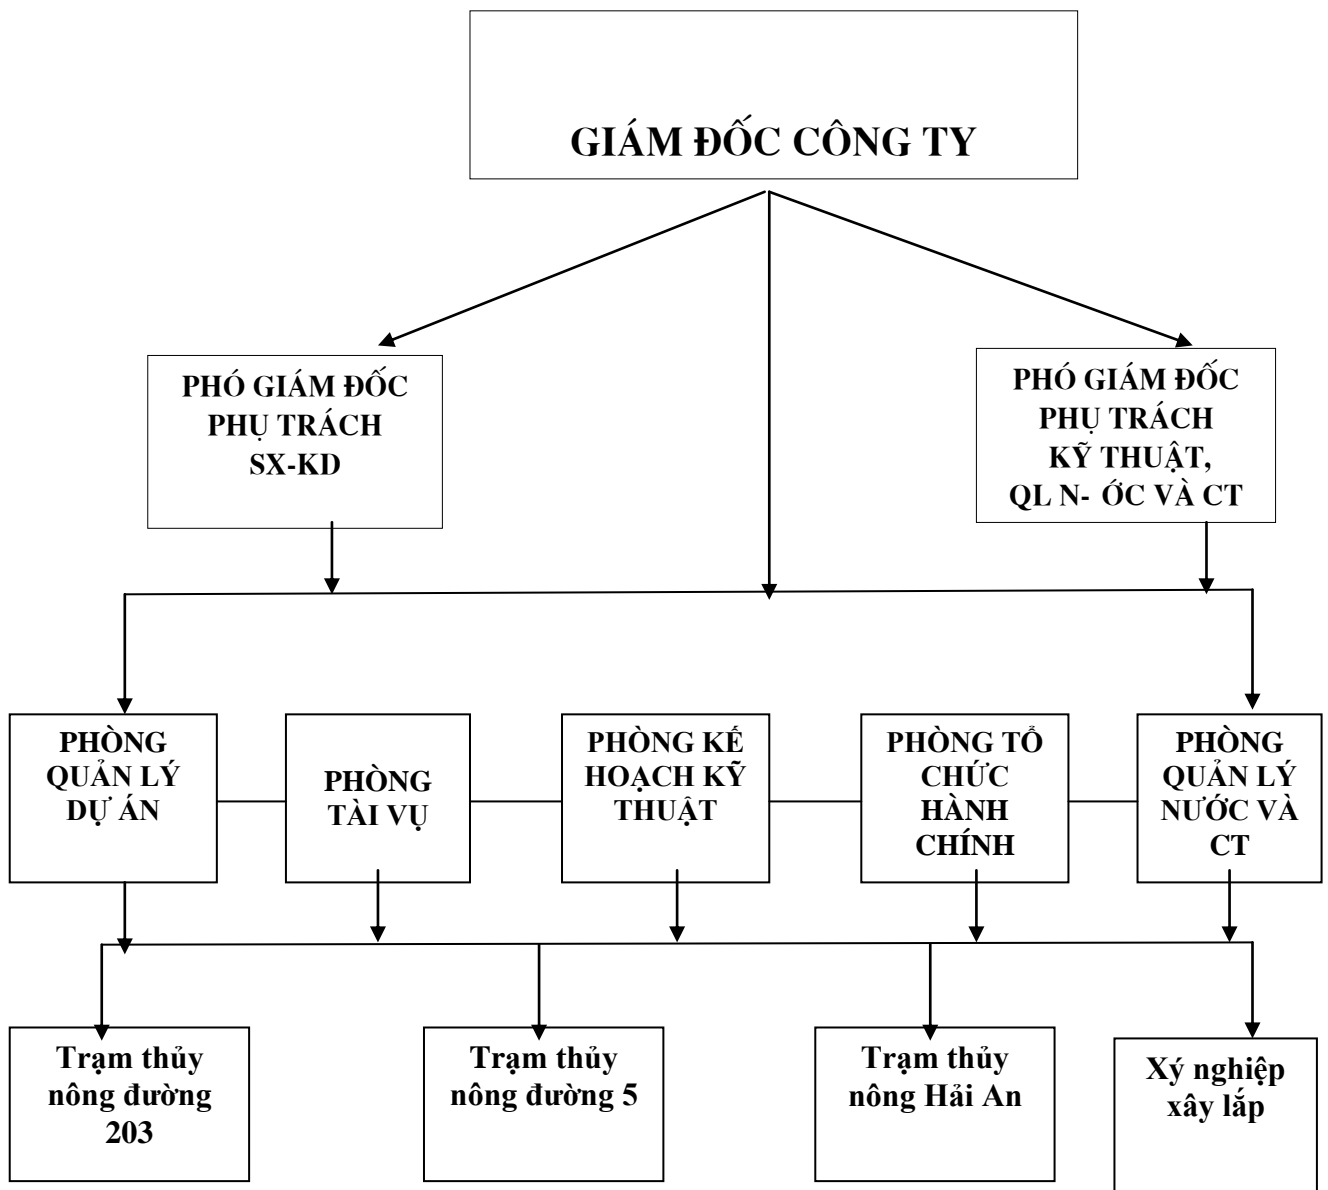 GIÁM ĐỐC CÔNG TY
PHÓ GIÁM ĐỐC
PHỤ TRÁCH
SX-KD
PHÓ GIÁM ĐỐC
PHỤ TRÁCH
KỸ THUẬT,
QL N- ỚC VÀ CT
PHÒNG
QUẢN LÝ
DỰ ÁN
PHÒNG
TÀI VỤ
PHÒNG KẾ
HOẠCH KỸ
THUẬT
PHÒNG TỔ
CHỨC
HÀNH
CHÍNH
PHÒNG
QUẢN LÝ
NƯỚC VÀ
CT
Trạm thủy
nông đường
203
Trạm thủy
nông đường 5
Trạm thủy
nông Hải An
Xý nghiệp
xây lắp